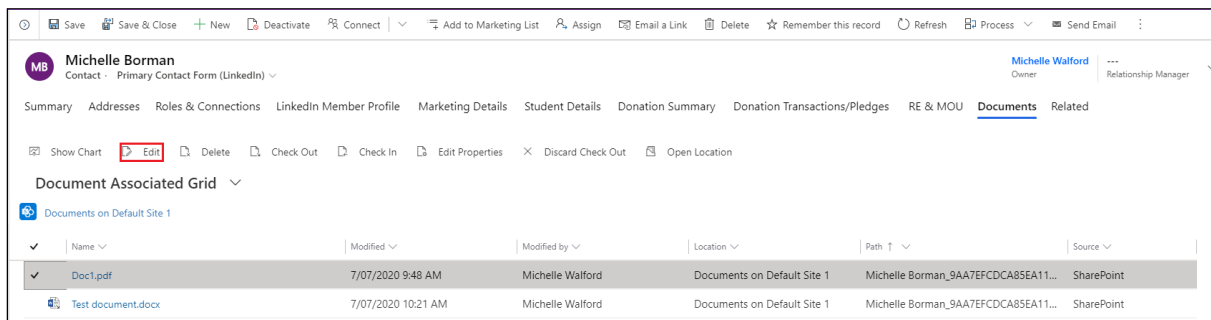 Save Save & Close New Deactivate Connect Add to Marketing List Assign Email a Link Delete Remember this record Refresh Process Send Email
MB Michelle Borman Michelle Walford ---
Contact · Primary Contact Form (LinkedIn) Owner Relationship Manager
Summary Addresses Roles & Connections LinkedIn Member Profile Marketing Details Student Details Donation Summary Donation Transactions/Pledges RE & MOU Documents Related
Show Chart Edit Delete Check Out Check In Edit Properties Discard Check Out Open Location
Document Associated Grid
Documents on Default Site 1
Name Modified Modified by Location Path ↑ Source
Doc1.pdf 7/07/2020 9:48 AM Michelle Walford Documents on Default Site 1 Michelle Borman_9AA7EFCDCA85EA11... SharePoint
Test document.docx 7/07/2020 10:21 AM Michelle Walford Documents on Default Site 1 Michelle Borman_9AA7EFCDCA85EA11... SharePoint